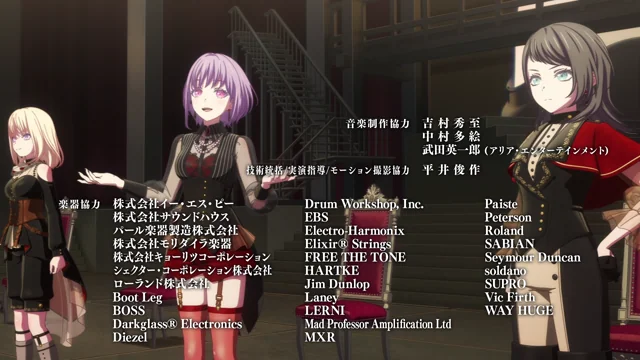 音楽制作協力 吉村秀至
中村多絵
武田英一郎(アリア・エンターテインメント)
技術統括/実演指導/モーション撮影協力 平井俊作
楽器協力 株式会社イー・エス・ピー
株式会社サウンドハウス
パール楽器製造株式会社
株式会社モリダイラ楽器
株式会社キョーリツコーポレーション
シェクター・コーポレーション株式会社
ローランド株式会社
Boot Leg
BOSS
Darkglass® Electronics
Diezel
Drum Workshop, Inc.
EBS
Electro-Harmonix
Elixir® Strings
FREE THE TONE
HARTKE
Jim Dunlop
Laney
LERNI
Mad Professor Amplification Ltd
MXR
Paiste
Peterson
Roland
SABIAN
Seymour Duncan
soldano
SUPRO
Vic Firth
WAY HUGE